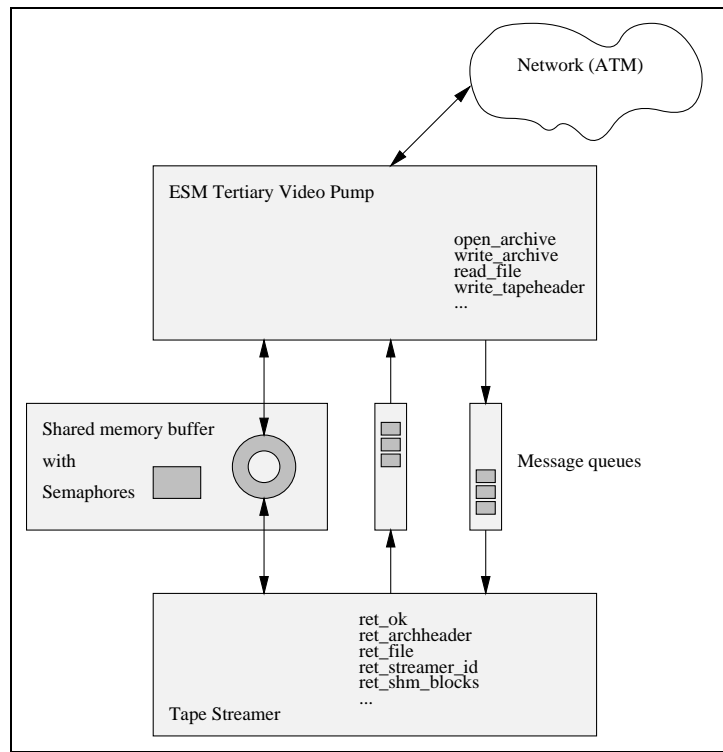 Network (ATM)
ESM Tertiary Video Pump
open_archive
write_archive
read_file
write_tapeheader
...
Shared memory buffer
with
Semaphores
Message queues
ret_ok
ret_archheader
ret_file
ret_streamer_id
ret_shm_blocks
...
Tape Streamer